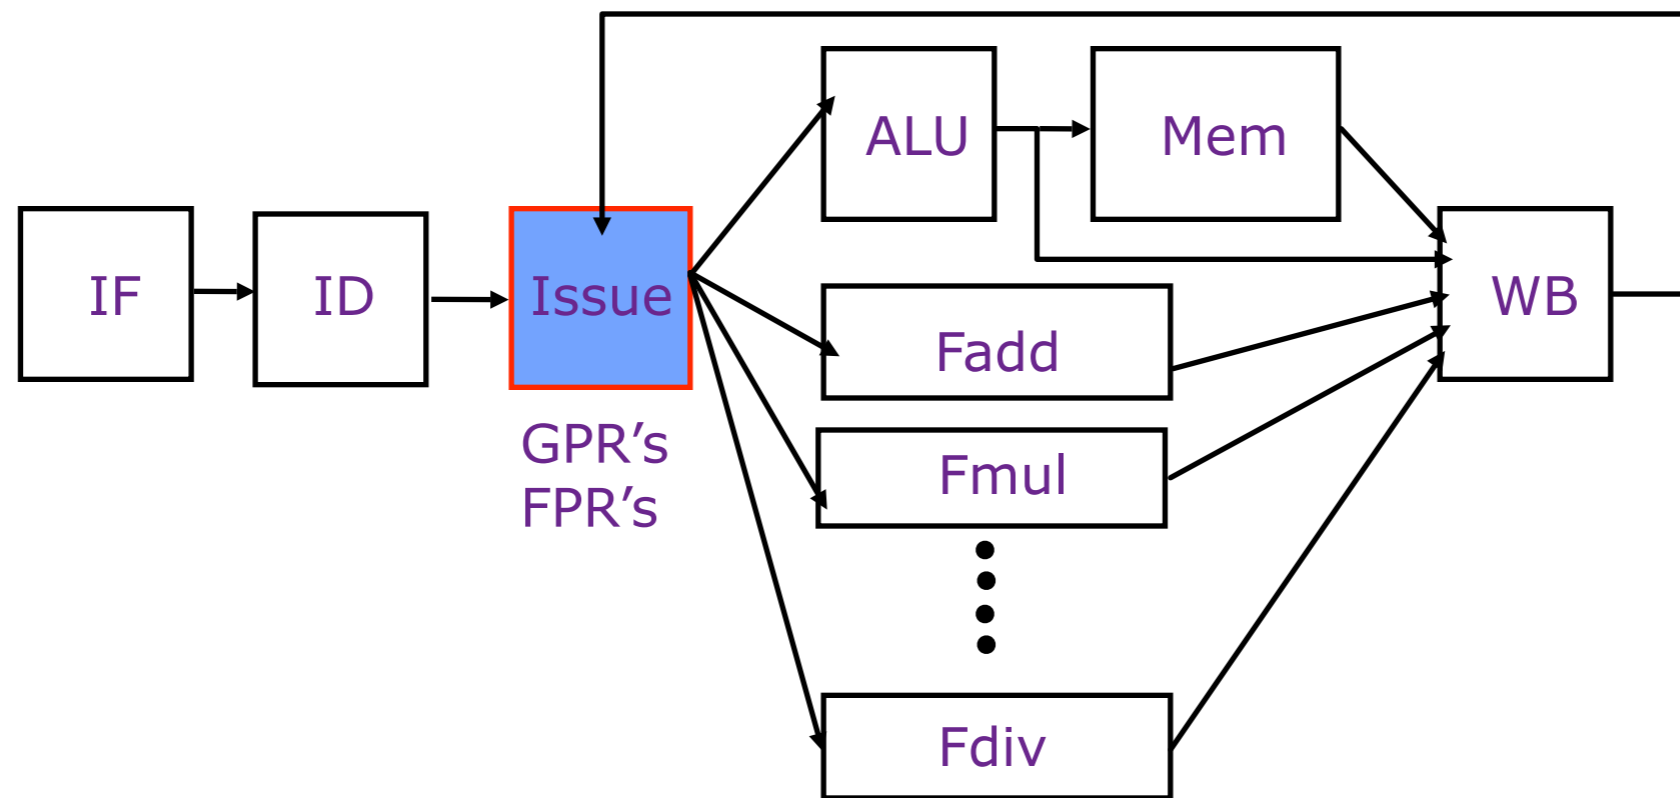 IF
ID
Issue
GPR's
FPR's
ALU
Mem
Fadd
Fmul
Fdiv
WB